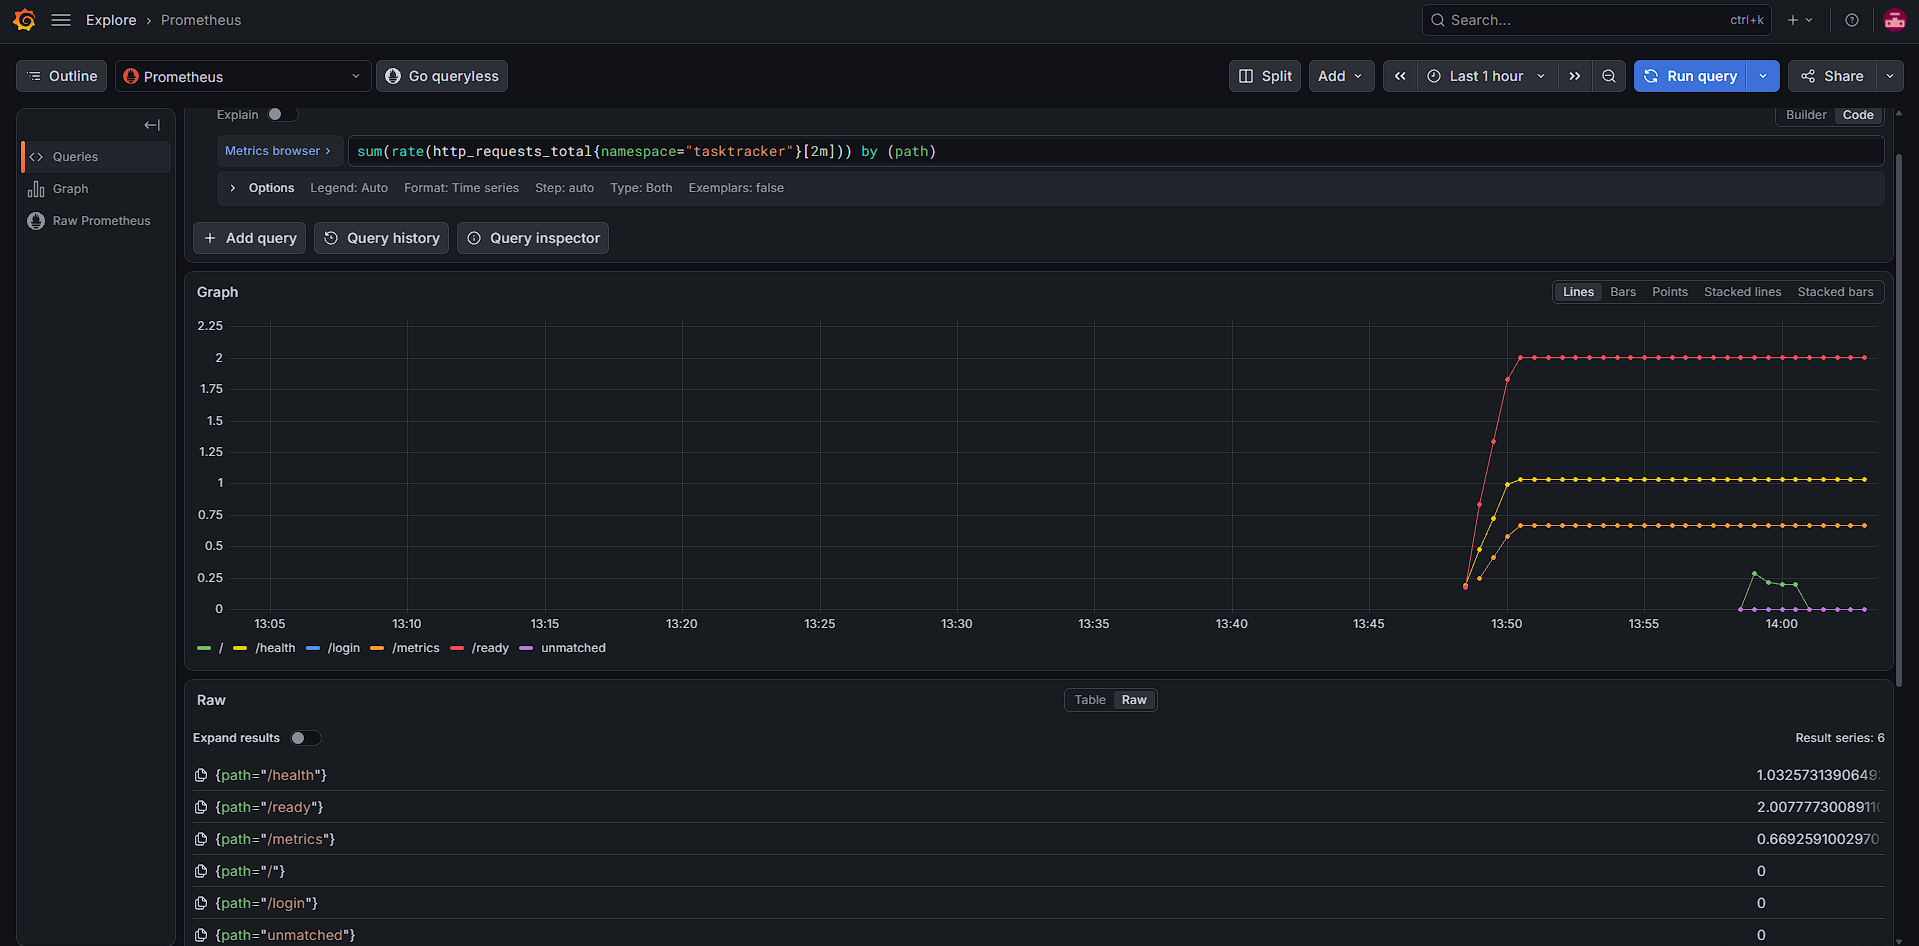 Explore › Prometheus Search... ctrl+k
Outline Prometheus Go queryless Split Add Last 1 hour Run query Share
Explain Builder Code
Queries
Graph
Raw Prometheus
Metrics browser › sum(rate(http_requests_total{namespace="tasktracker"}[2m])) by (path)
Options Legend: Auto Format: Time series Step: auto Type: Both Exemplars: false
+ Add query Query history Query inspector
Graph Lines Bars Points Stacked lines Stacked bars
2.25
2
1.75
1.5
1.25
1
0.75
0.5
0.25
0
13:05 13:10 13:15 13:20 13:25 13:30 13:35 13:40 13:45 13:50 13:55 14:00
/ /health /login /metrics /ready unmatched
Raw Table Raw
Expand results Result series: 6
{path="/health"} 1.0325731390649
{path="/ready"} 2.007777300891
{path="/metrics"} 0.6692591002970
{path="/"} 0
{path="/login"} 0
{path="unmatched"} 0